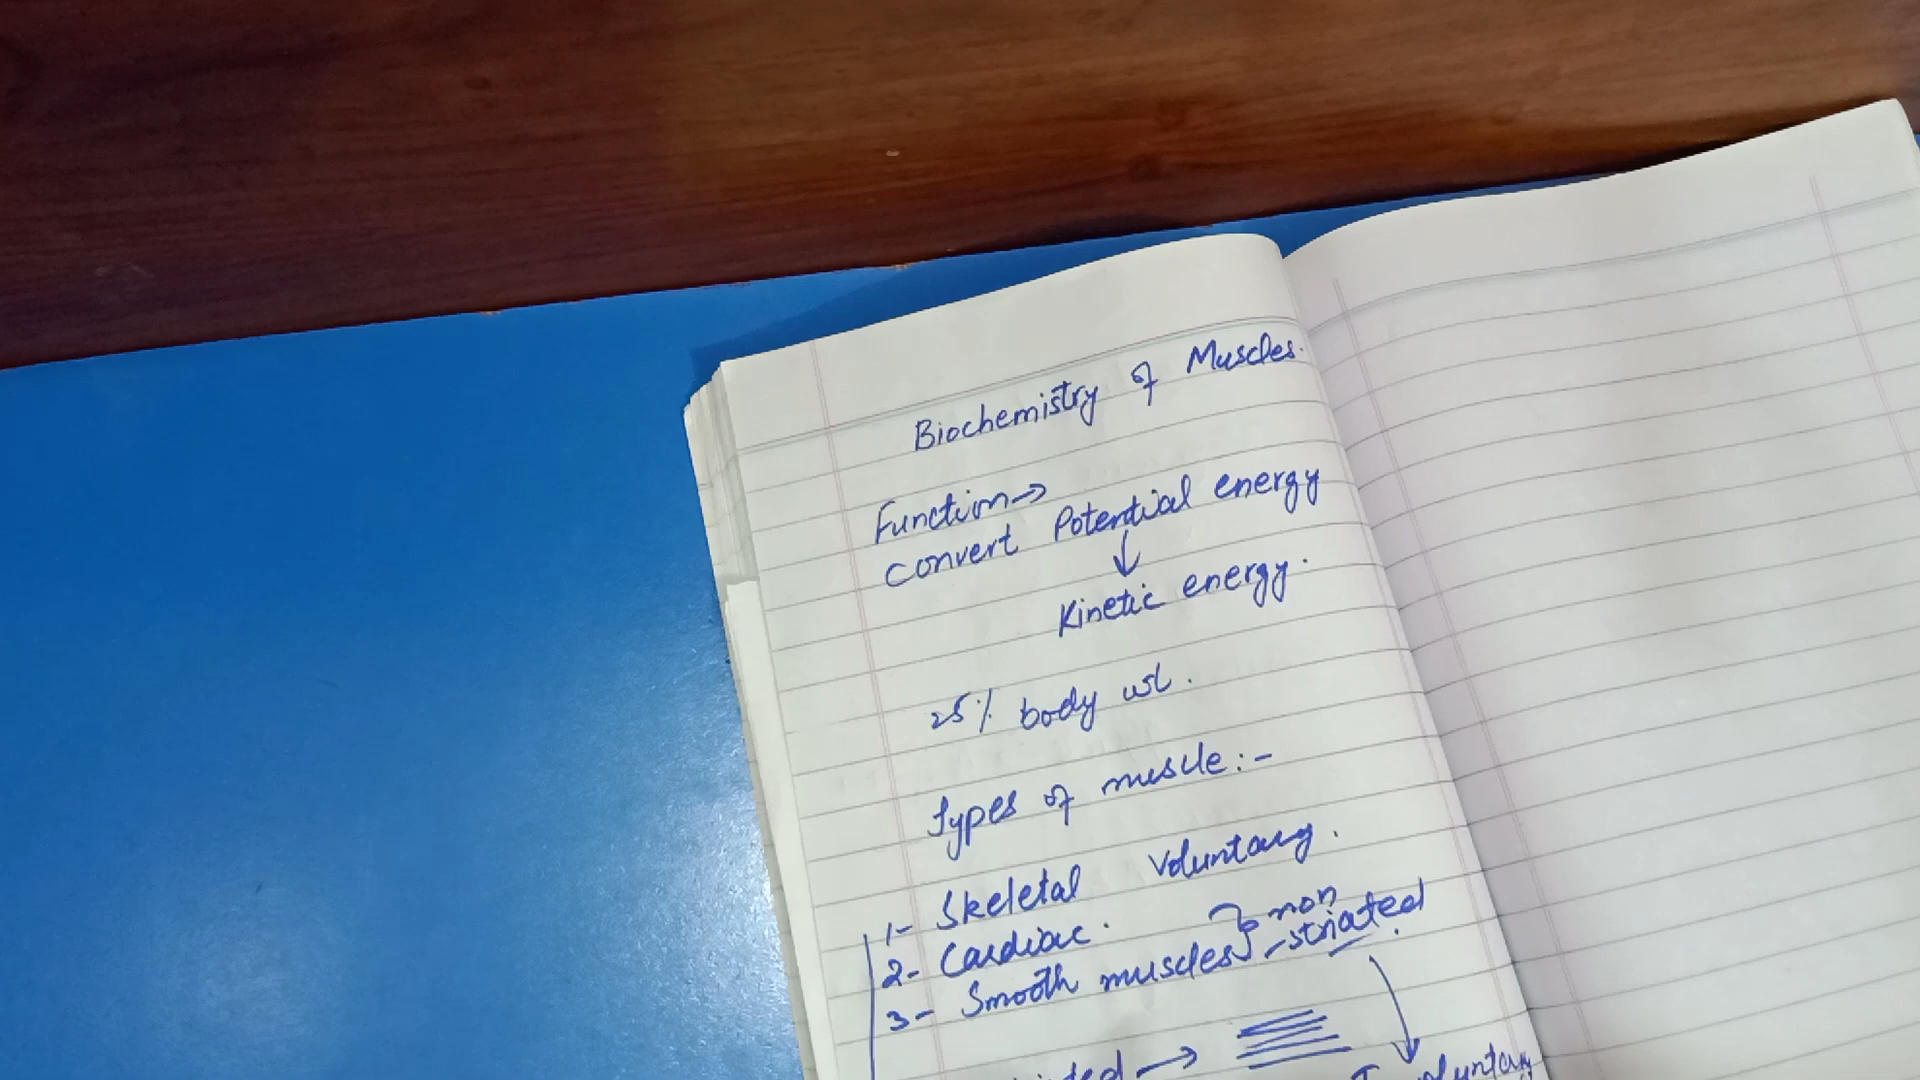 Biochemistry of Muscles.
Function→
convert Potential energy
↓
Kinetic energy.
25% body wt.
Types of muscle:-
1- Skeletal Voluntary.
2- Cardiac.
3- Smooth muscles } non-striated
→